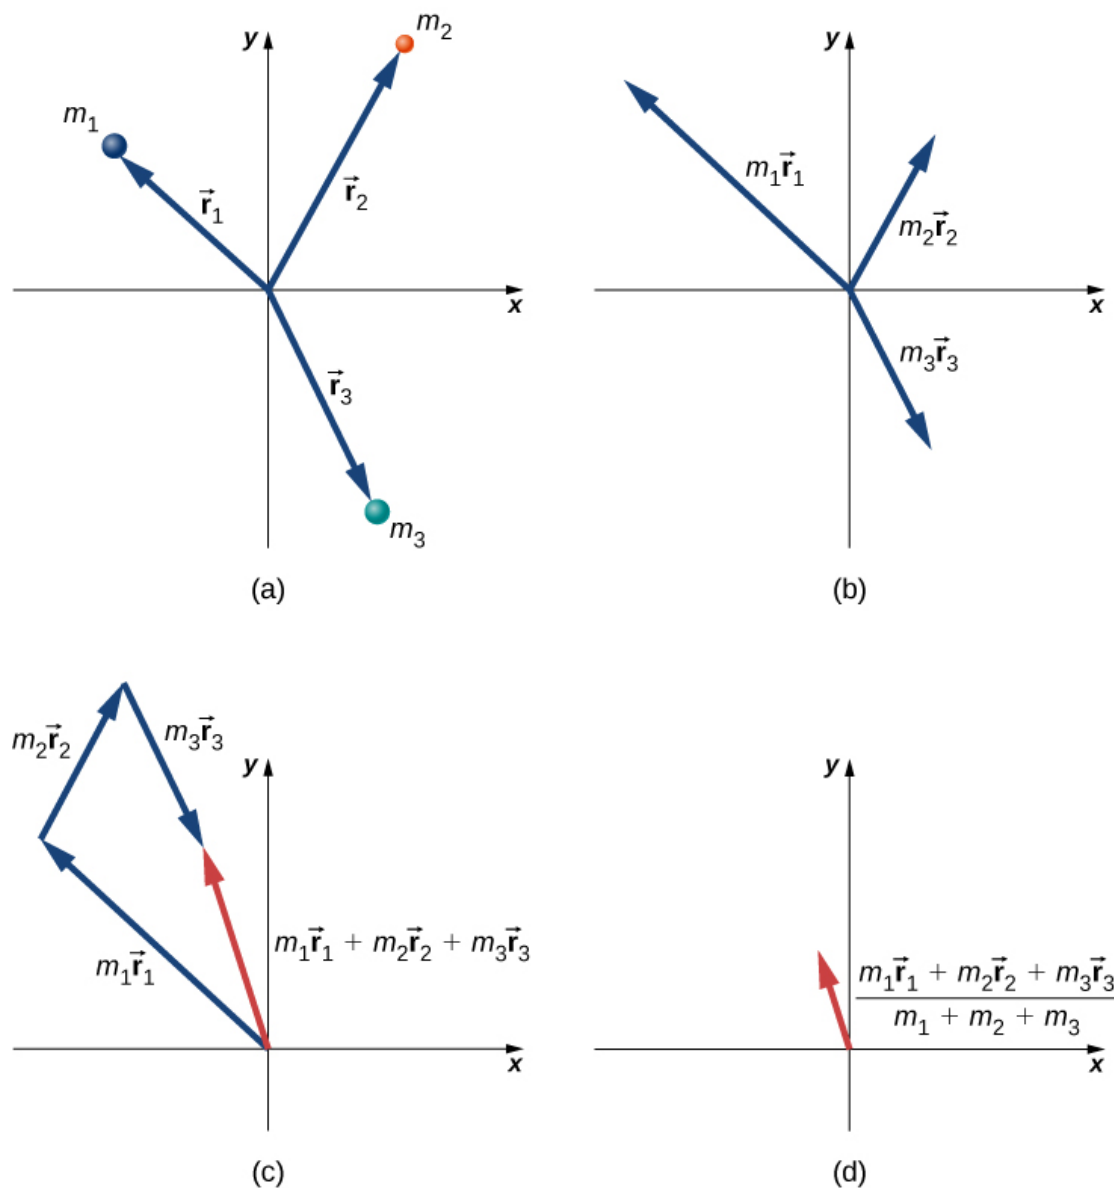 y
m₂
m₁
r⃗₁
r⃗₂
x
r⃗₃
m₃
(a)
y
m₁r⃗₁
m₂r⃗₂
x
m₃r⃗₃
(b)
m₂r⃗₂
m₃r⃗₃
y
m₁r⃗₁ + m₂r⃗₂ + m₃r⃗₃
m₁r⃗₁
x
(c)
y
m₁r⃗₁ + m₂r⃗₂ + m₃r⃗₃
m₁ + m₂ + m₃
x
(d)